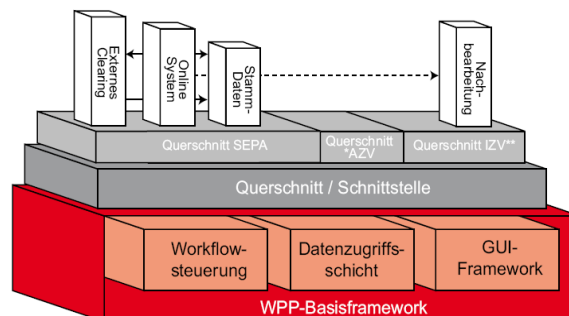 Externes
Clearing
Online
System
Stamm-
Daten
Nach-
bearbeitung
Querschnitt SEPA
Querschnitt
*AZV
Querschnitt IZV**
Querschnitt / Schnittstelle
Workflow-
steuerung
Datenzugriffs-
schicht
GUI-
Framework
WPP-Basisframework